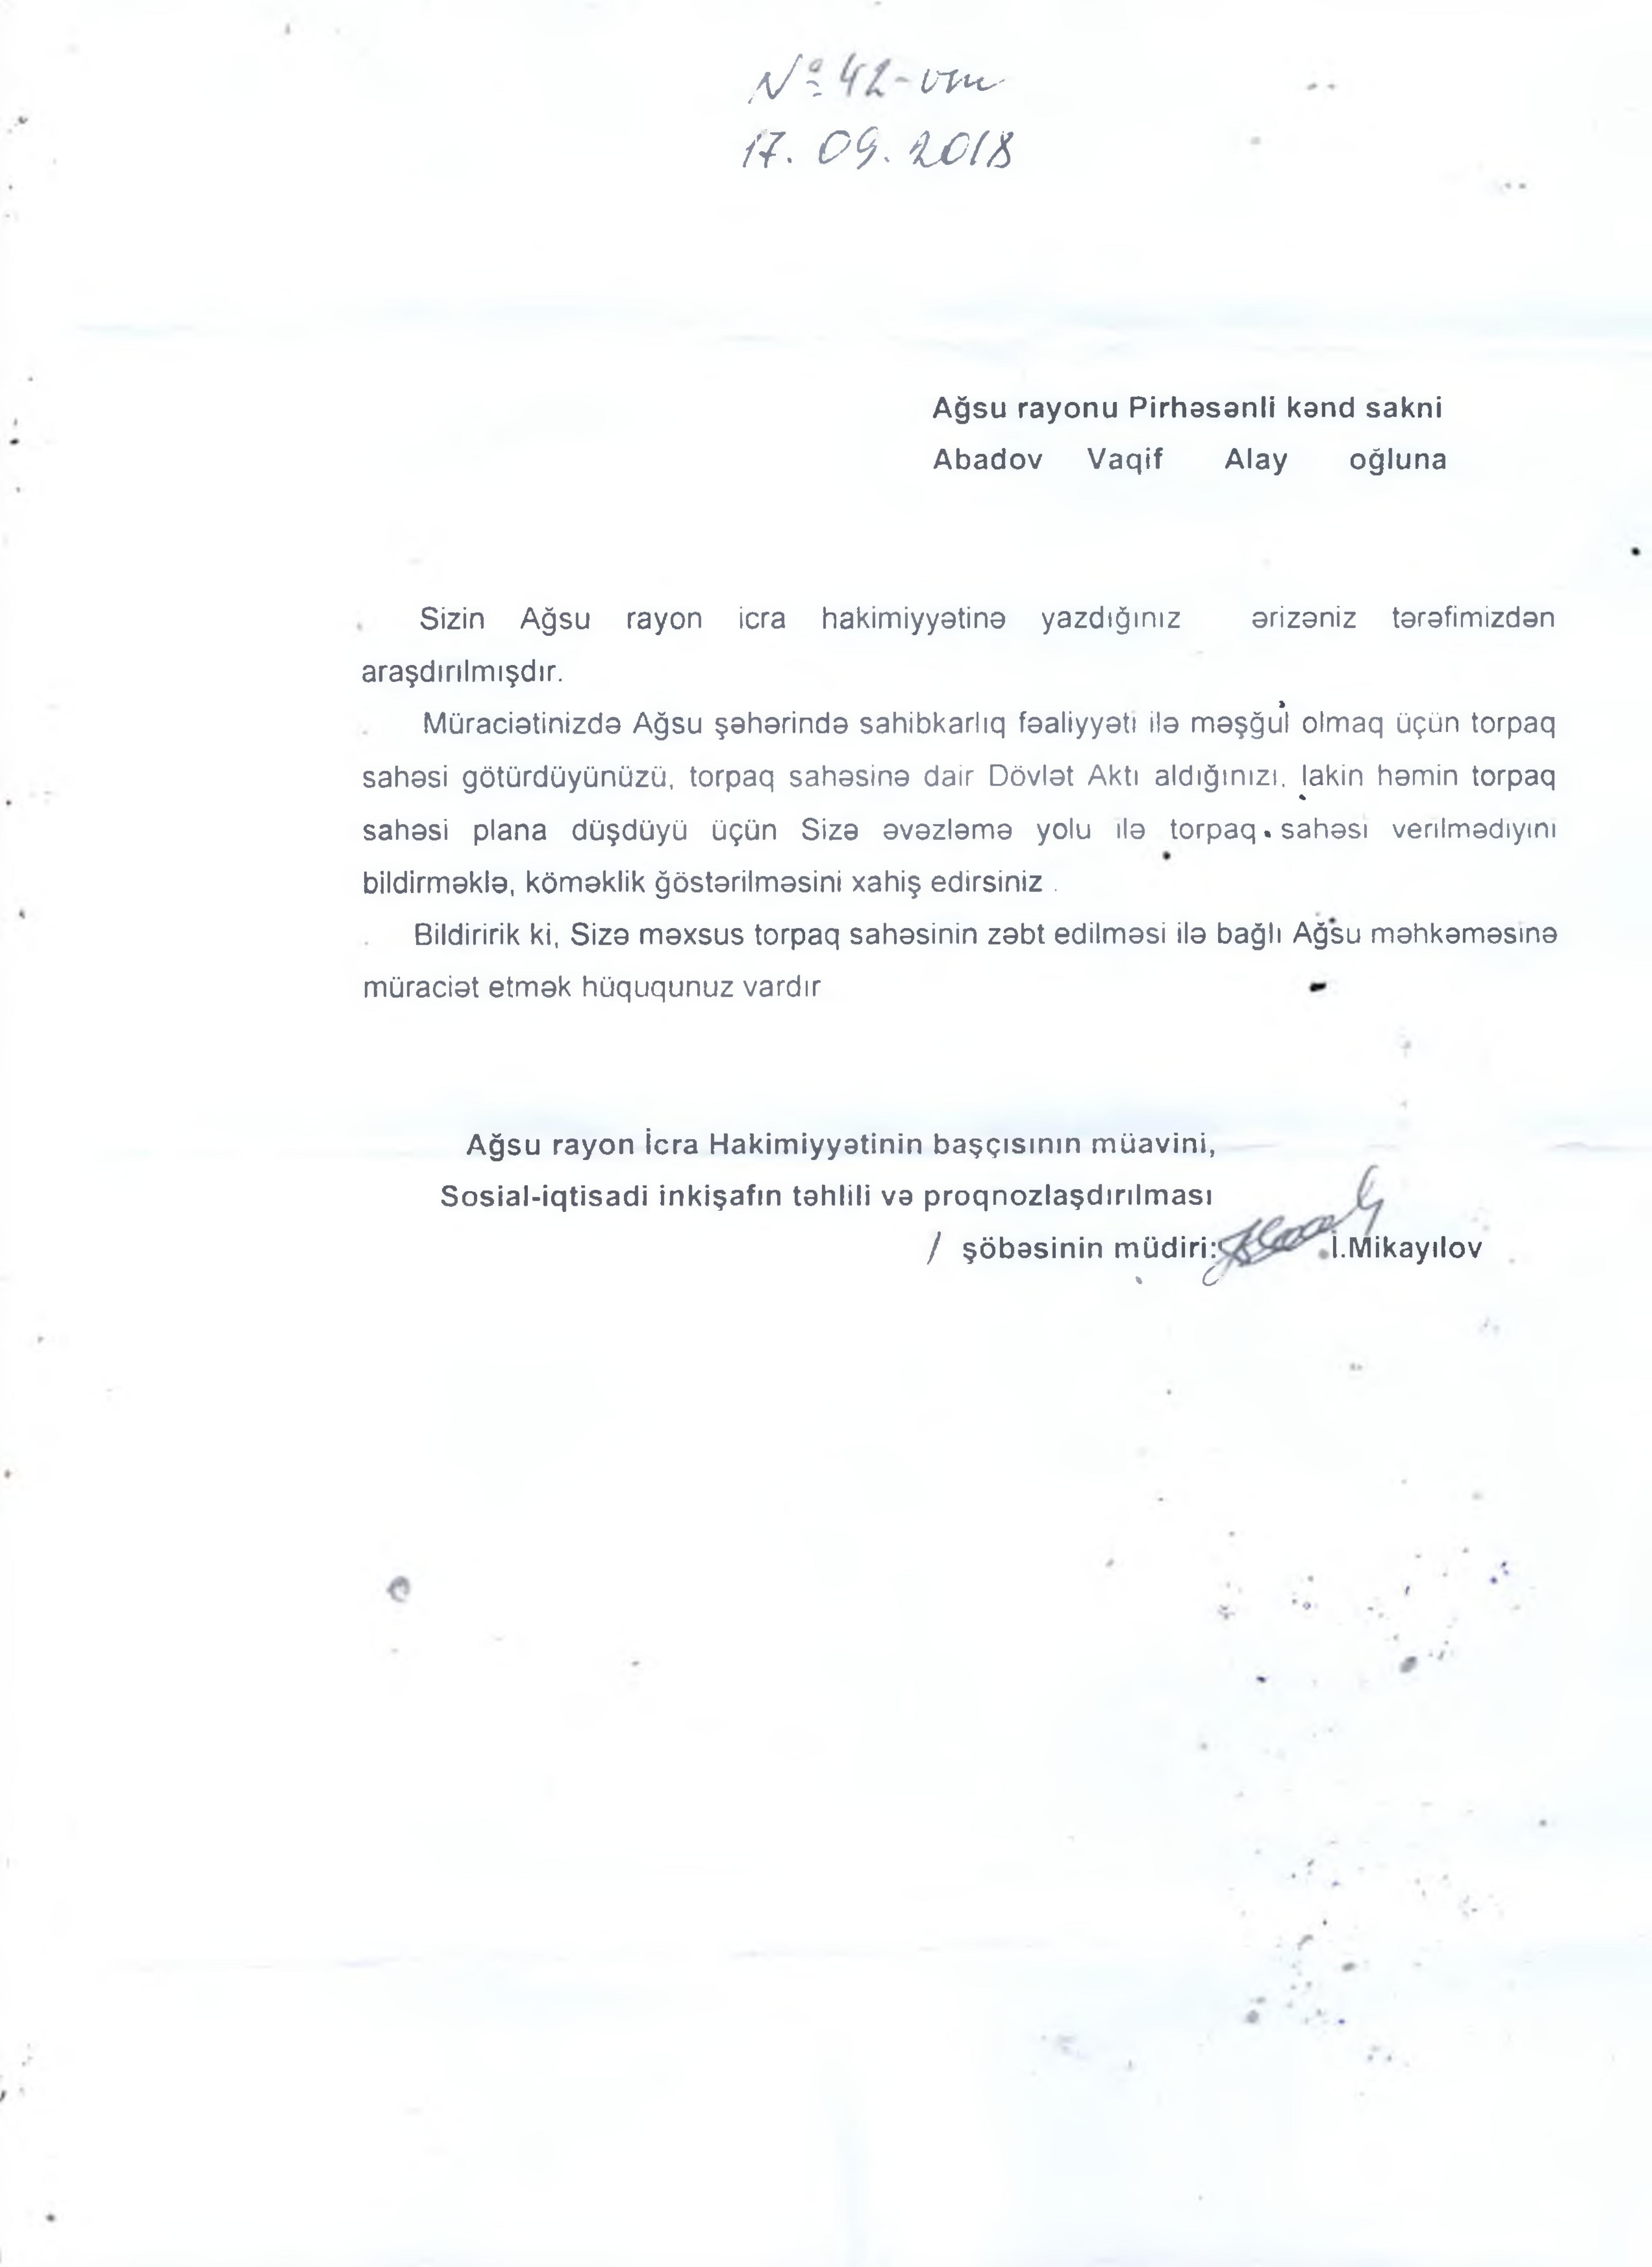 № 42-vm
17. 09. 2018
Ağsu rayonu Pirhəsənli kənd sakni
Abadov Vaqif Alay oğluna
Sizin Ağsu rayon icra hakimiyyətinə yazdığınız ərizəniz tərəfimizdən
araşdırılmışdır.
Müraciətinizdə Ağsu şəhərində sahibkarlıq fəaliyyəti ilə məşğul olmaq üçün torpaq
sahəsi götürdüyünüzü, torpaq sahəsinə dair Dövlət Aktı aldığınızı, lakin həmin torpaq
sahəsi plana düşdüyü üçün Sizə əvəzləmə yolu ilə torpaq sahəsi verilmədiyini
bildirməklə, köməklik ğöstərilməsini xahiş edirsiniz .
Bildiririk ki, Sizə məxsus torpaq sahəsinin zəbt edilməsi ilə bağlı Ağsu məhkəməsinə
müraciət etmək hüququnuz vardır
Ağsu rayon İcra Hakimiyyətinin başçısının müavini,
Sosial-iqtisadi inkişafın təhlili və proqnozlaşdırılması
/ şöbəsinin müdiri: İ.Mikayılov